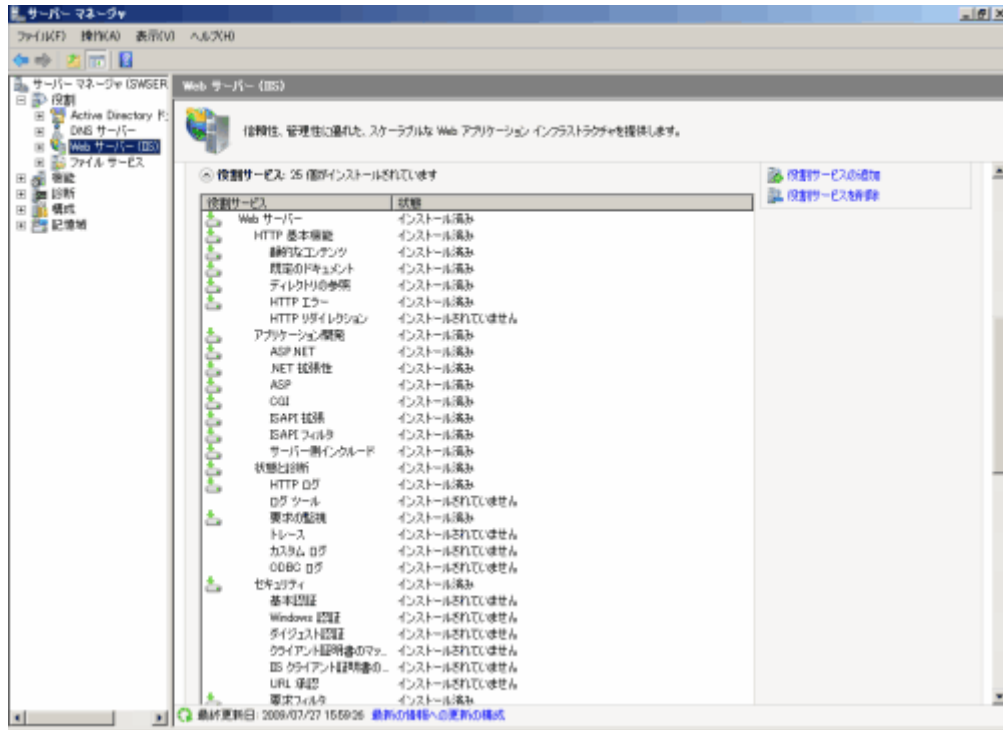 サーバー マネージャ
ファイル(F) 操作(A) 表示(V) ヘルプ(H)
サーバー マネージャ (SWSER
役割
Active Directory ド
DNS サーバー
Web サーバー (IIS)
ファイル サービス
機能
診断
構成
記憶域
Web サーバー (IIS)
信頼性、管理性に優れた、スケーラブルな Web アプリケーション インフラストラクチャを提供します。
役割サービス: 25 個がインストールされています
役割サービス 状態
Web サーバー インストール済み
HTTP 基本機能 インストール済み
静的なコンテンツ インストール済み
既定のドキュメント インストール済み
ディレクトリの参照 インストール済み
HTTP エラー インストール済み
HTTP リダイレクション インストールされていません
アプリケーション開発 インストール済み
ASP.NET インストール済み
.NET 拡張性 インストール済み
ASP インストール済み
CGI インストール済み
ISAPI 拡張 インストール済み
ISAPI フィルタ インストール済み
サーバー側インクルード インストール済み
状態と診断 インストール済み
HTTP ログ インストール済み
ログ ツール インストールされていません
要求の監視 インストール済み
トレース インストールされていません
カスタム ログ インストールされていません
ODBC ログ インストールされていません
セキュリティ インストール済み
基本認証 インストールされていません
Windows 認証 インストールされていません
ダイジェスト認証 インストールされていません
クライアント証明書のマッ... インストールされていません
IIS クライアント証明書の... インストールされていません
URL 承認 インストールされていません
要求フィルタ インストール済み
役割サービスの追加
役割サービスを削除
最終更新日: 2009/07/27 15:59:26 最新の情報への更新の構成